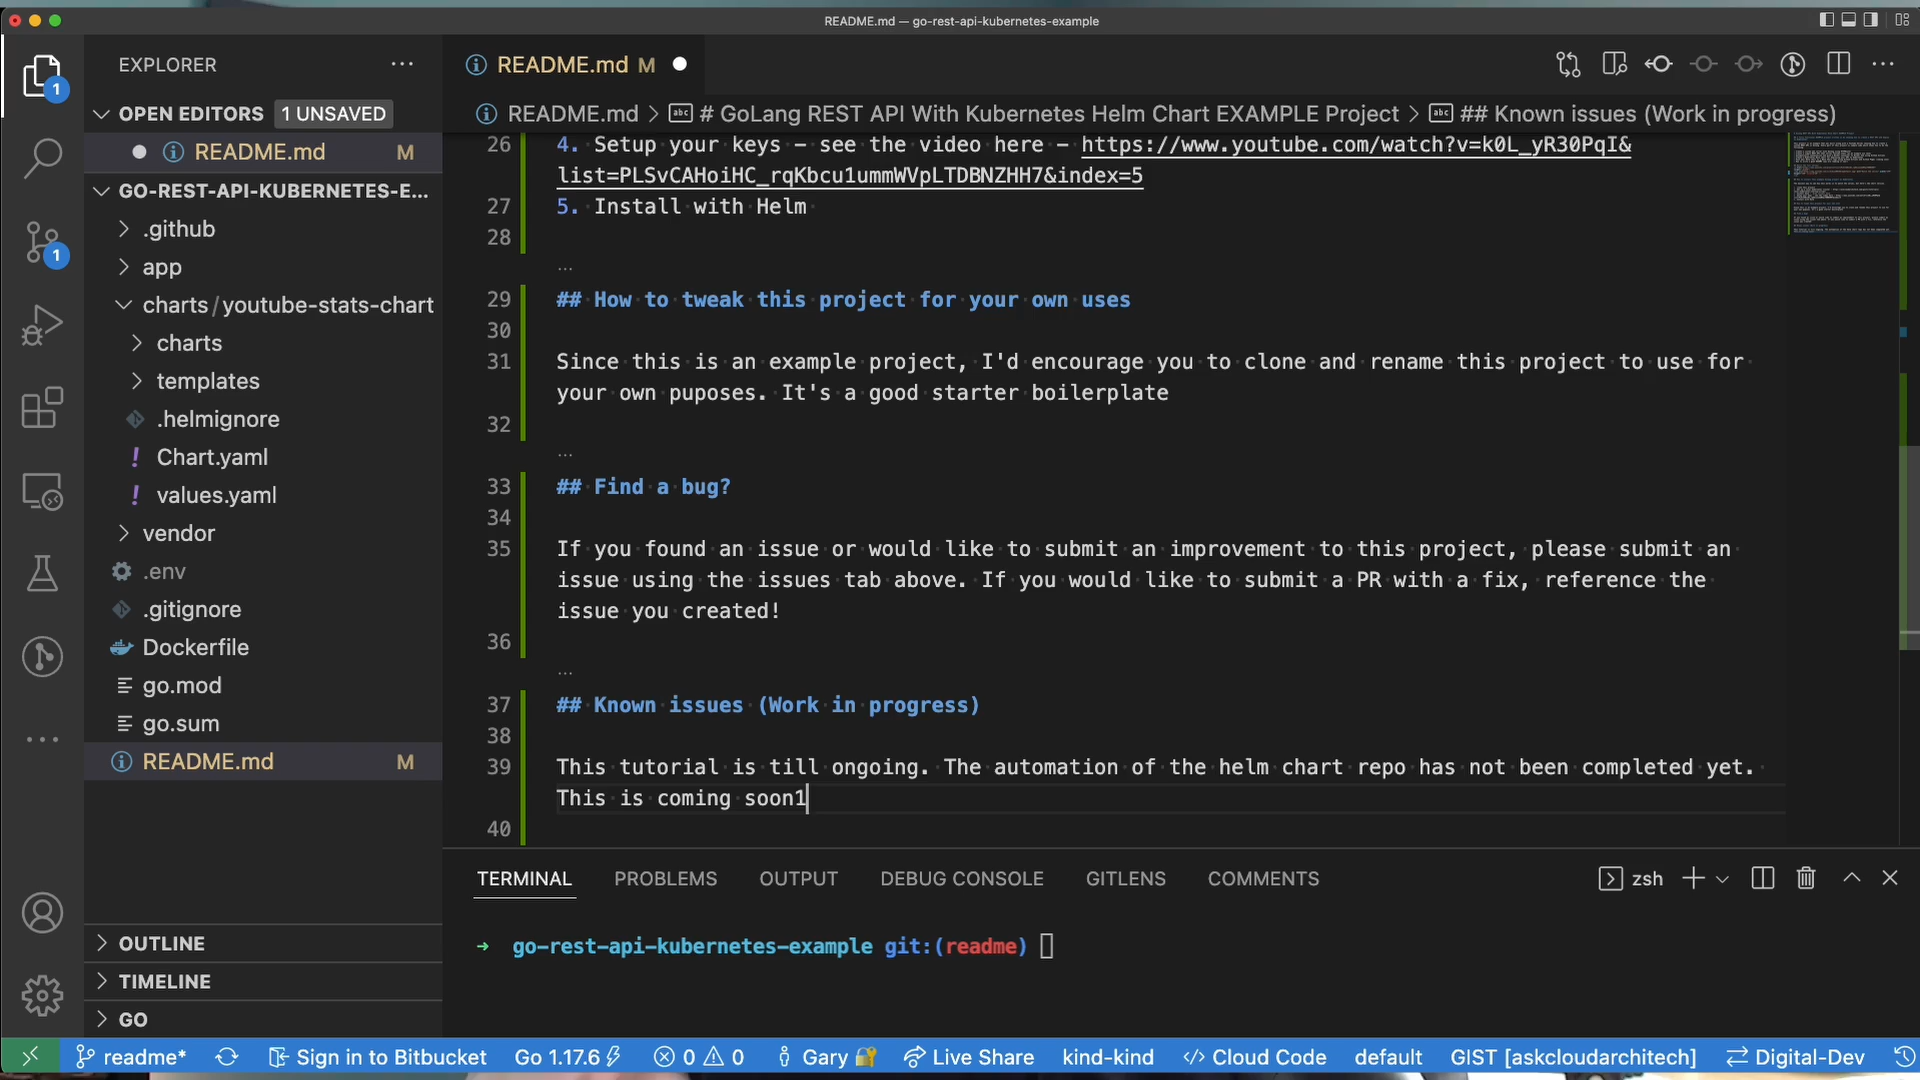 README.md — go-rest-api-kubernetes-example
EXPLORER
README.md M
OPEN EDITORS 1 UNSAVED
README.md > # GoLang REST API With Kubernetes Helm Chart EXAMPLE Project > ## Known issues (Work in progress)
README.md M
GO-REST-API-KUBERNETES-E...
.github
app
charts/youtube-stats-chart
charts
templates
.helmignore
Chart.yaml
values.yaml
vendor
.env
.gitignore
Dockerfile
go.mod
go.sum
README.md M
OUTLINE
TIMELINE
GO
1
1
26 4. Setup your keys – see the video here – https://www.youtube.com/watch?v=k0L_yR30PqI&
list=PLSvCAHoiHC_rqKbcu1ummWVpLTDBNZHH7&index=5
27 5. Install with Helm
28
...
29 ## How to tweak this project for your own uses
30
31 Since this is an example project, I'd encourage you to clone and rename this project to use for
your own puposes. It's a good starter boilerplate
32
...
33 ## Find a bug?
34
35 If you found an issue or would like to submit an improvement to this project, please submit an
issue using the issues tab above. If you would like to submit a PR with a fix, reference the
issue you created!
36
...
37 ## Known issues (Work in progress)
38
39 This tutorial is till ongoing. The automation of the helm chart repo has not been completed yet.
This is coming soon1
40
TERMINAL PROBLEMS OUTPUT DEBUG CONSOLE GITLENS COMMENTS zsh
→ go-rest-api-kubernetes-example git:(readme)
readme* Sign in to Bitbucket Go 1.17.6 0 0 Gary Live Share kind-kind Cloud Code default GIST [askcloudarchitech] Digital-Dev